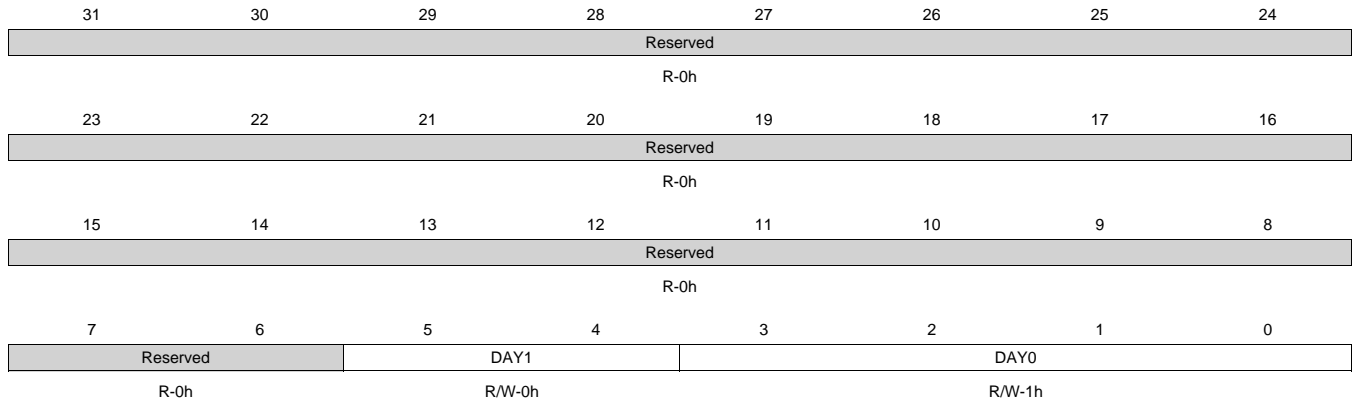 31 30 29 28 27 26 25 24
Reserved
R-0h
23 22 21 20 19 18 17 16
Reserved
R-0h
15 14 13 12 11 10 9 8
Reserved
R-0h
7 6 5 4 3 2 1 0
Reserved DAY1 DAY0
R-0h R/W-0h R/W-1h